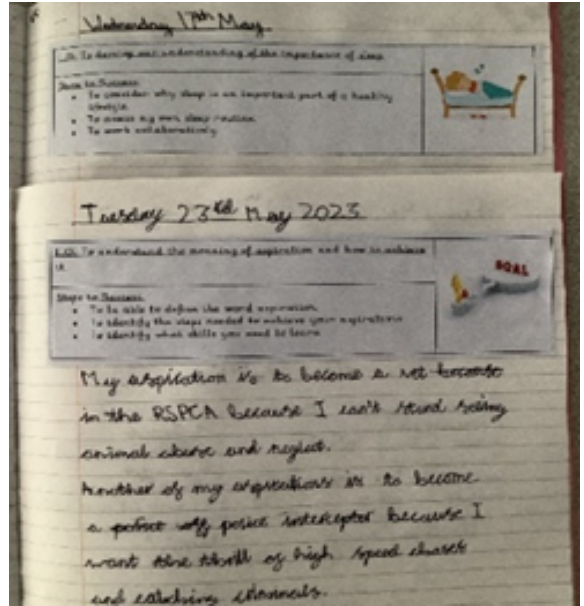 Wednesday 17th May
L.O. To develop our understanding of the importance of sleep
Steps to Success
To consider why sleep is an important part of a healthy
lifestyle
To assess my own sleep routine
To work collaboratively
Tuesday 23rd May 2023
L.O. To understand the meaning of aspiration and how to achieve
it
GOAL
Steps to Success
To be able to define the word aspiration.
To identify the steps needed to achieve your aspirations
To identify what skills you need to learn
My aspiration is to become a vet because
in the RSPCA because I can't stand seeing
animal abuse and neglect.
Another of my aspirations is to become
a police off police interceptor because I
want the thrill of high speed chases
and catching criminals.